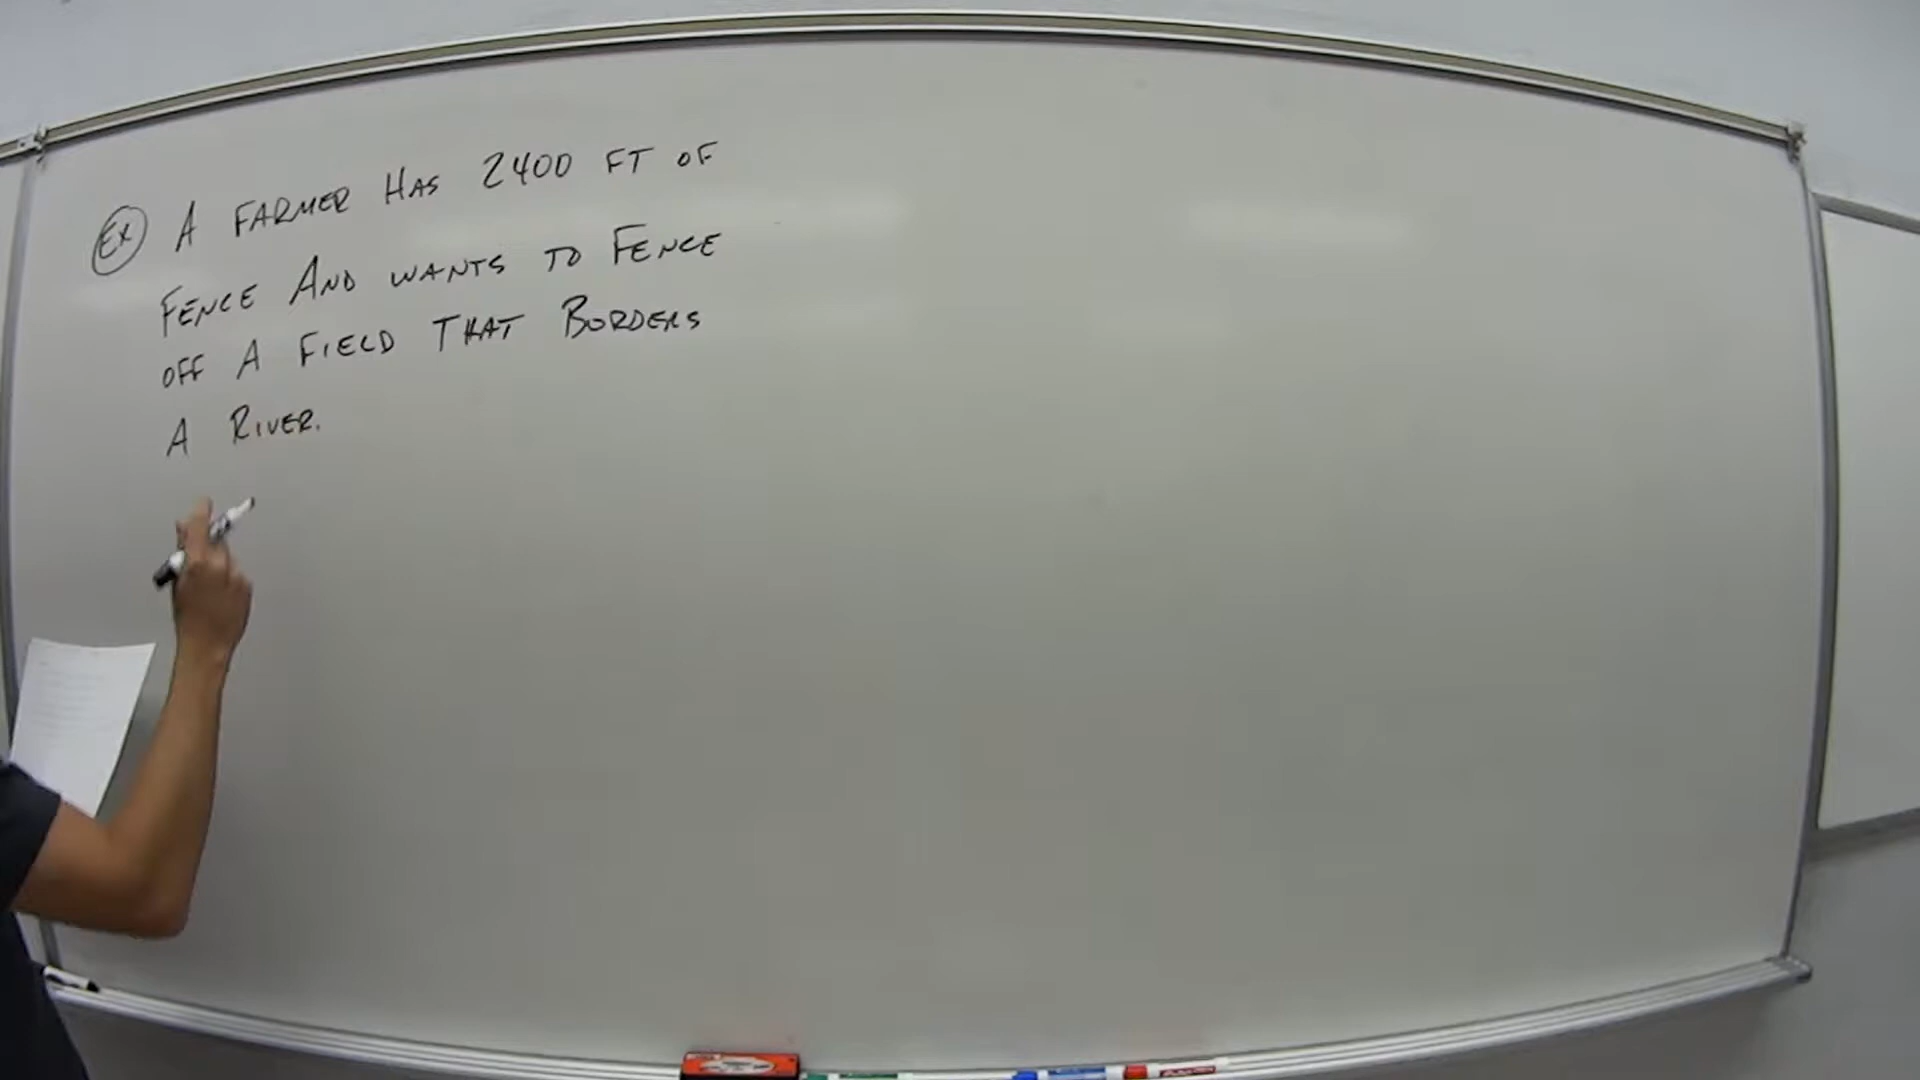 Ex A FARMER HAS 2400 FT OF
FENCE AND WANTS TO FENCE
OFF A FIELD THAT BORDERS
A RIVER.